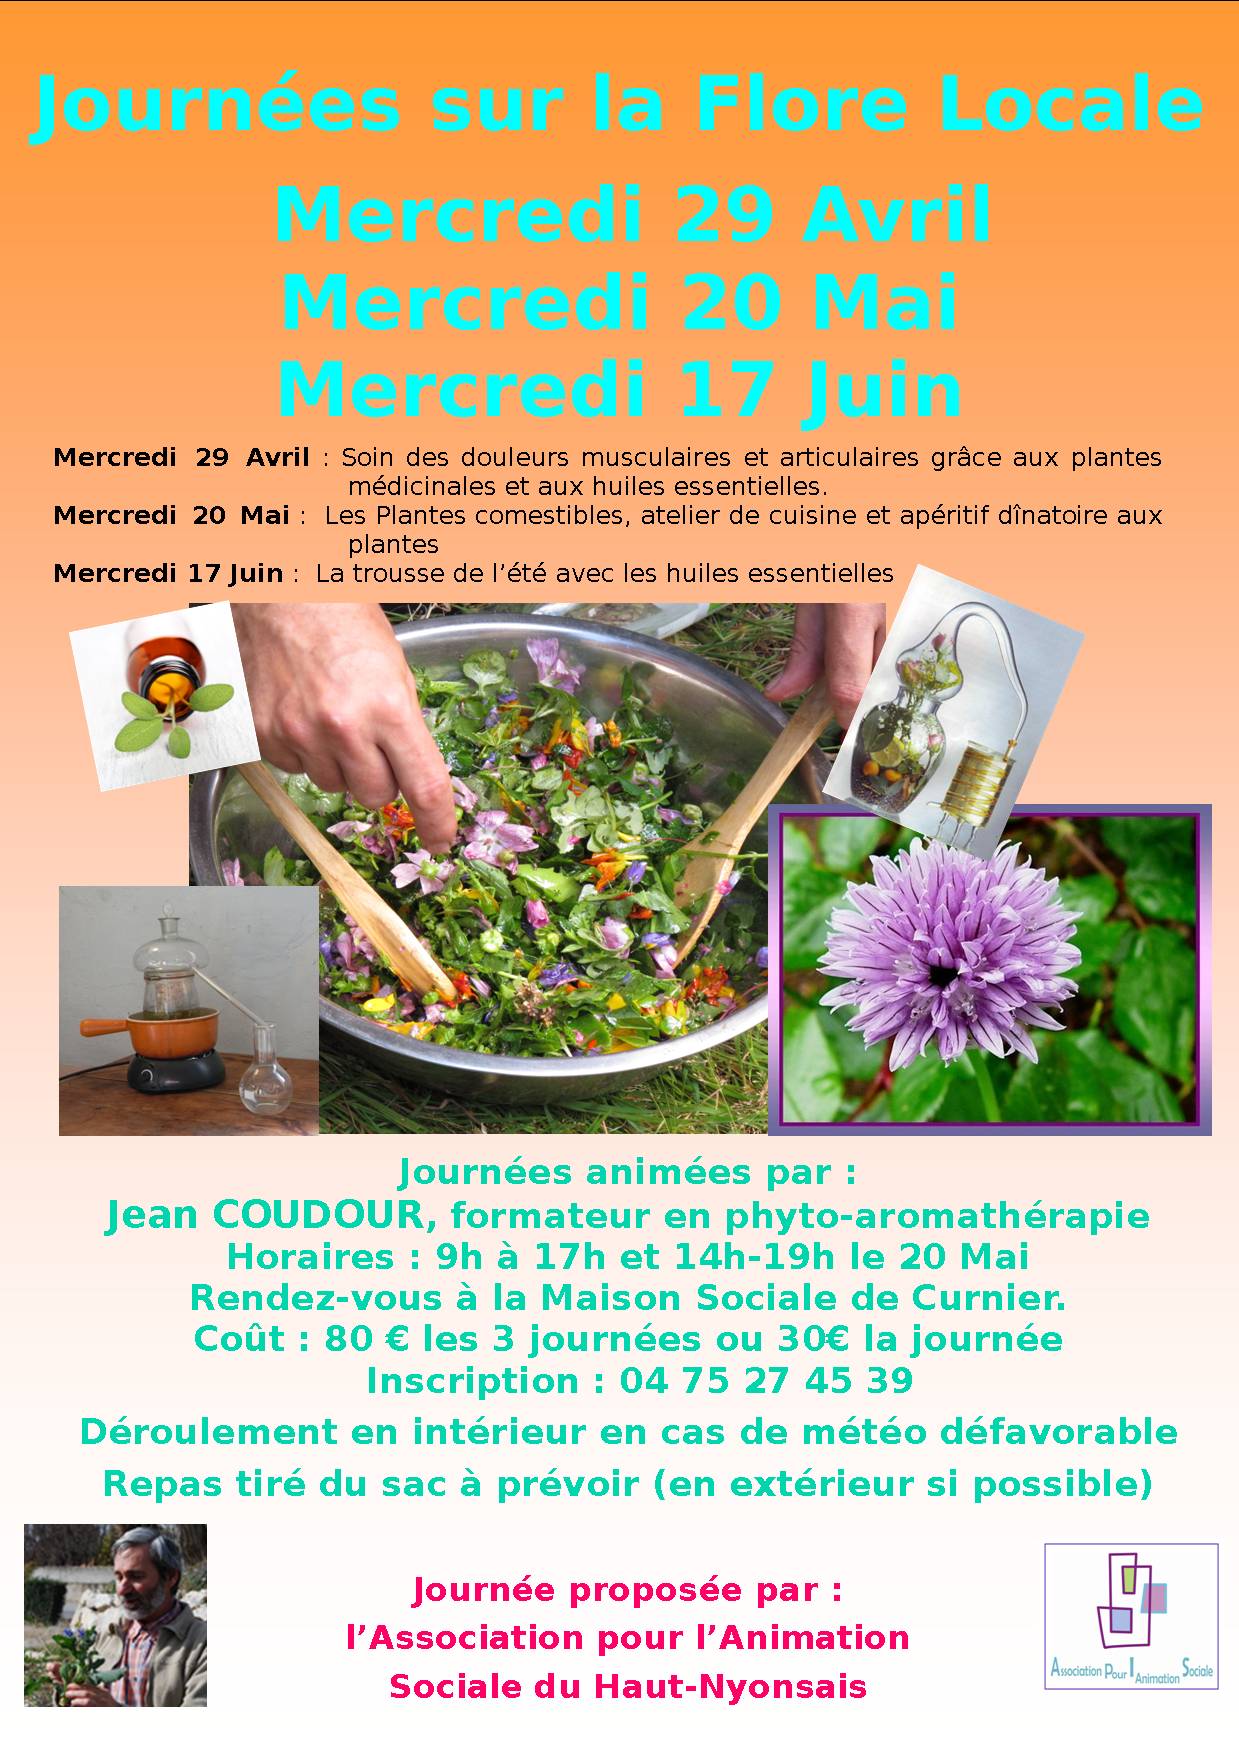 Journées sur la Flore Locale
Mercredi 29 Avril
Mercredi 20 Mai
Mercredi 17 Juin
Mercredi 29 Avril : Soin des douleurs musculaires et articulaires grâce aux plantes
médicinales et aux huiles essentielles.
Mercredi 20 Mai : Les Plantes comestibles, atelier de cuisine et apéritif dînatoire aux
plantes
Mercredi 17 Juin : La trousse de l’été avec les huiles essentielles
Journées animées par :
Jean COUDOUR, formateur en phyto-aromathérapie
Horaires : 9h à 17h et 14h-19h le 20 Mai
Rendez-vous à la Maison Sociale de Curnier.
Coût : 80 € les 3 journées ou 30€ la journée
Inscription : 04 75 27 45 39
Déroulement en intérieur en cas de météo défavorable
Repas tiré du sac à prévoir (en extérieur si possible)
Journée proposée par :
l’Association pour l’Animation
Sociale du Haut-Nyonsais
Association Pour l Animation Sociale